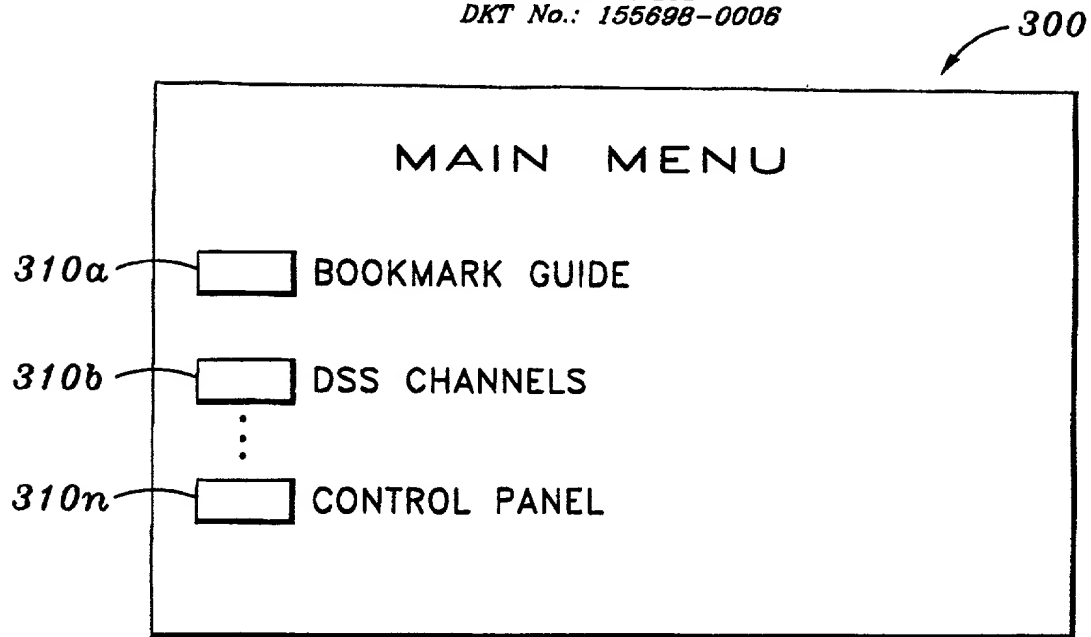 DKT No.: 155698-0006
300
MAIN MENU
310a BOOKMARK GUIDE
310b DSS CHANNELS
310n CONTROL PANEL